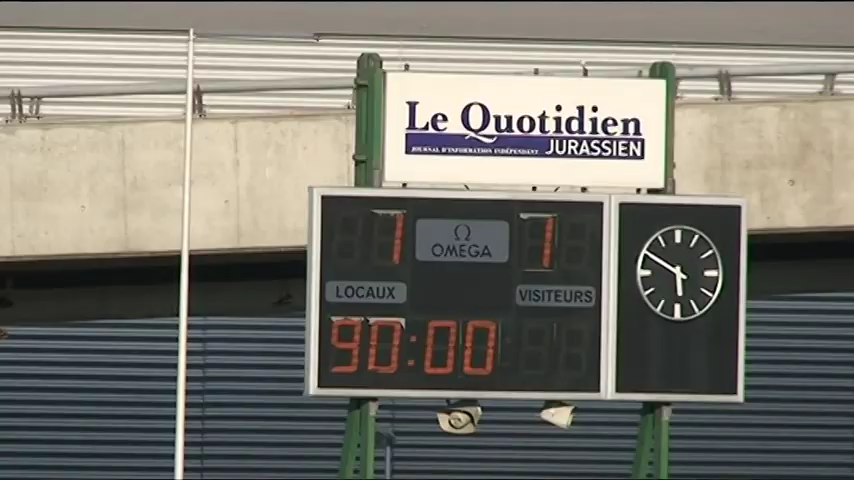 Le Quotidien
JOURNAL D'INFORMATION INDÉPENDANT JURASSIEN
1 Ω 1
OMEGA
LOCAUX VISITEURS
90:00